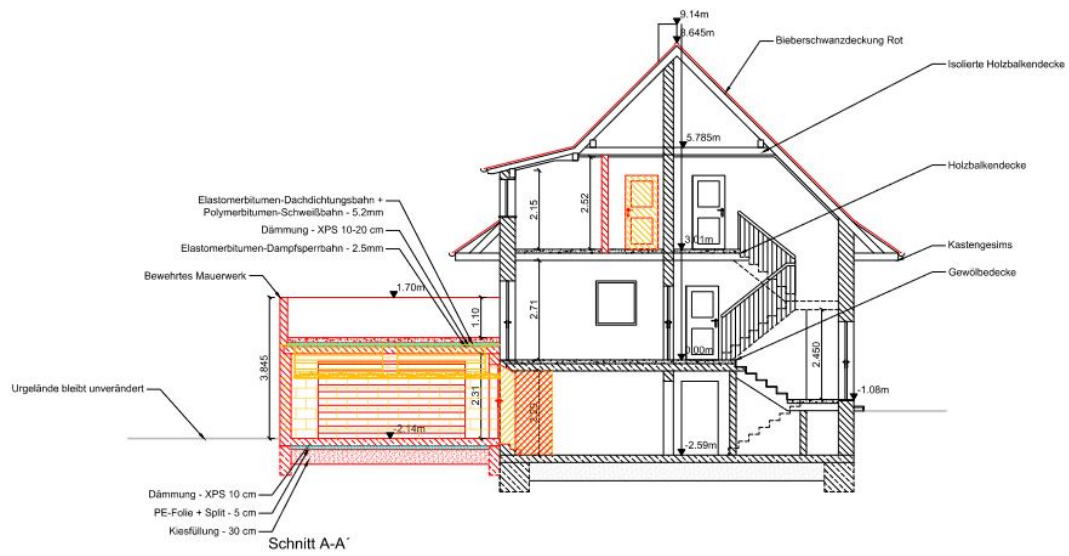 9.14m
8.645m
Bieberschwanzdeckung Rot
Isolierte Holzbalkendecke
5.785m
Holzbalkendecke
2.15
2.52
Elastomerbitumen-Dachdichtungsbahn +
Polymerbitumen-Schweißbahn - 5.2mm
Dämmung - XPS 10-20 cm
Elastomerbitumen-Dampfsperrbahn - 2.5mm
3.01m
Kastengesims
Gewölbedecke
Bewehrtes Mauerwerk
1.70m
1.10
2.71
0.00m
2.450
3.845
2.31
Urgelände bleibt unverändert
-1.08m
-2.14m
-2.59m
Dämmung - XPS 10 cm
PE-Folie + Split - 5 cm
Kiesfüllung - 30 cm
Schnitt A-A´